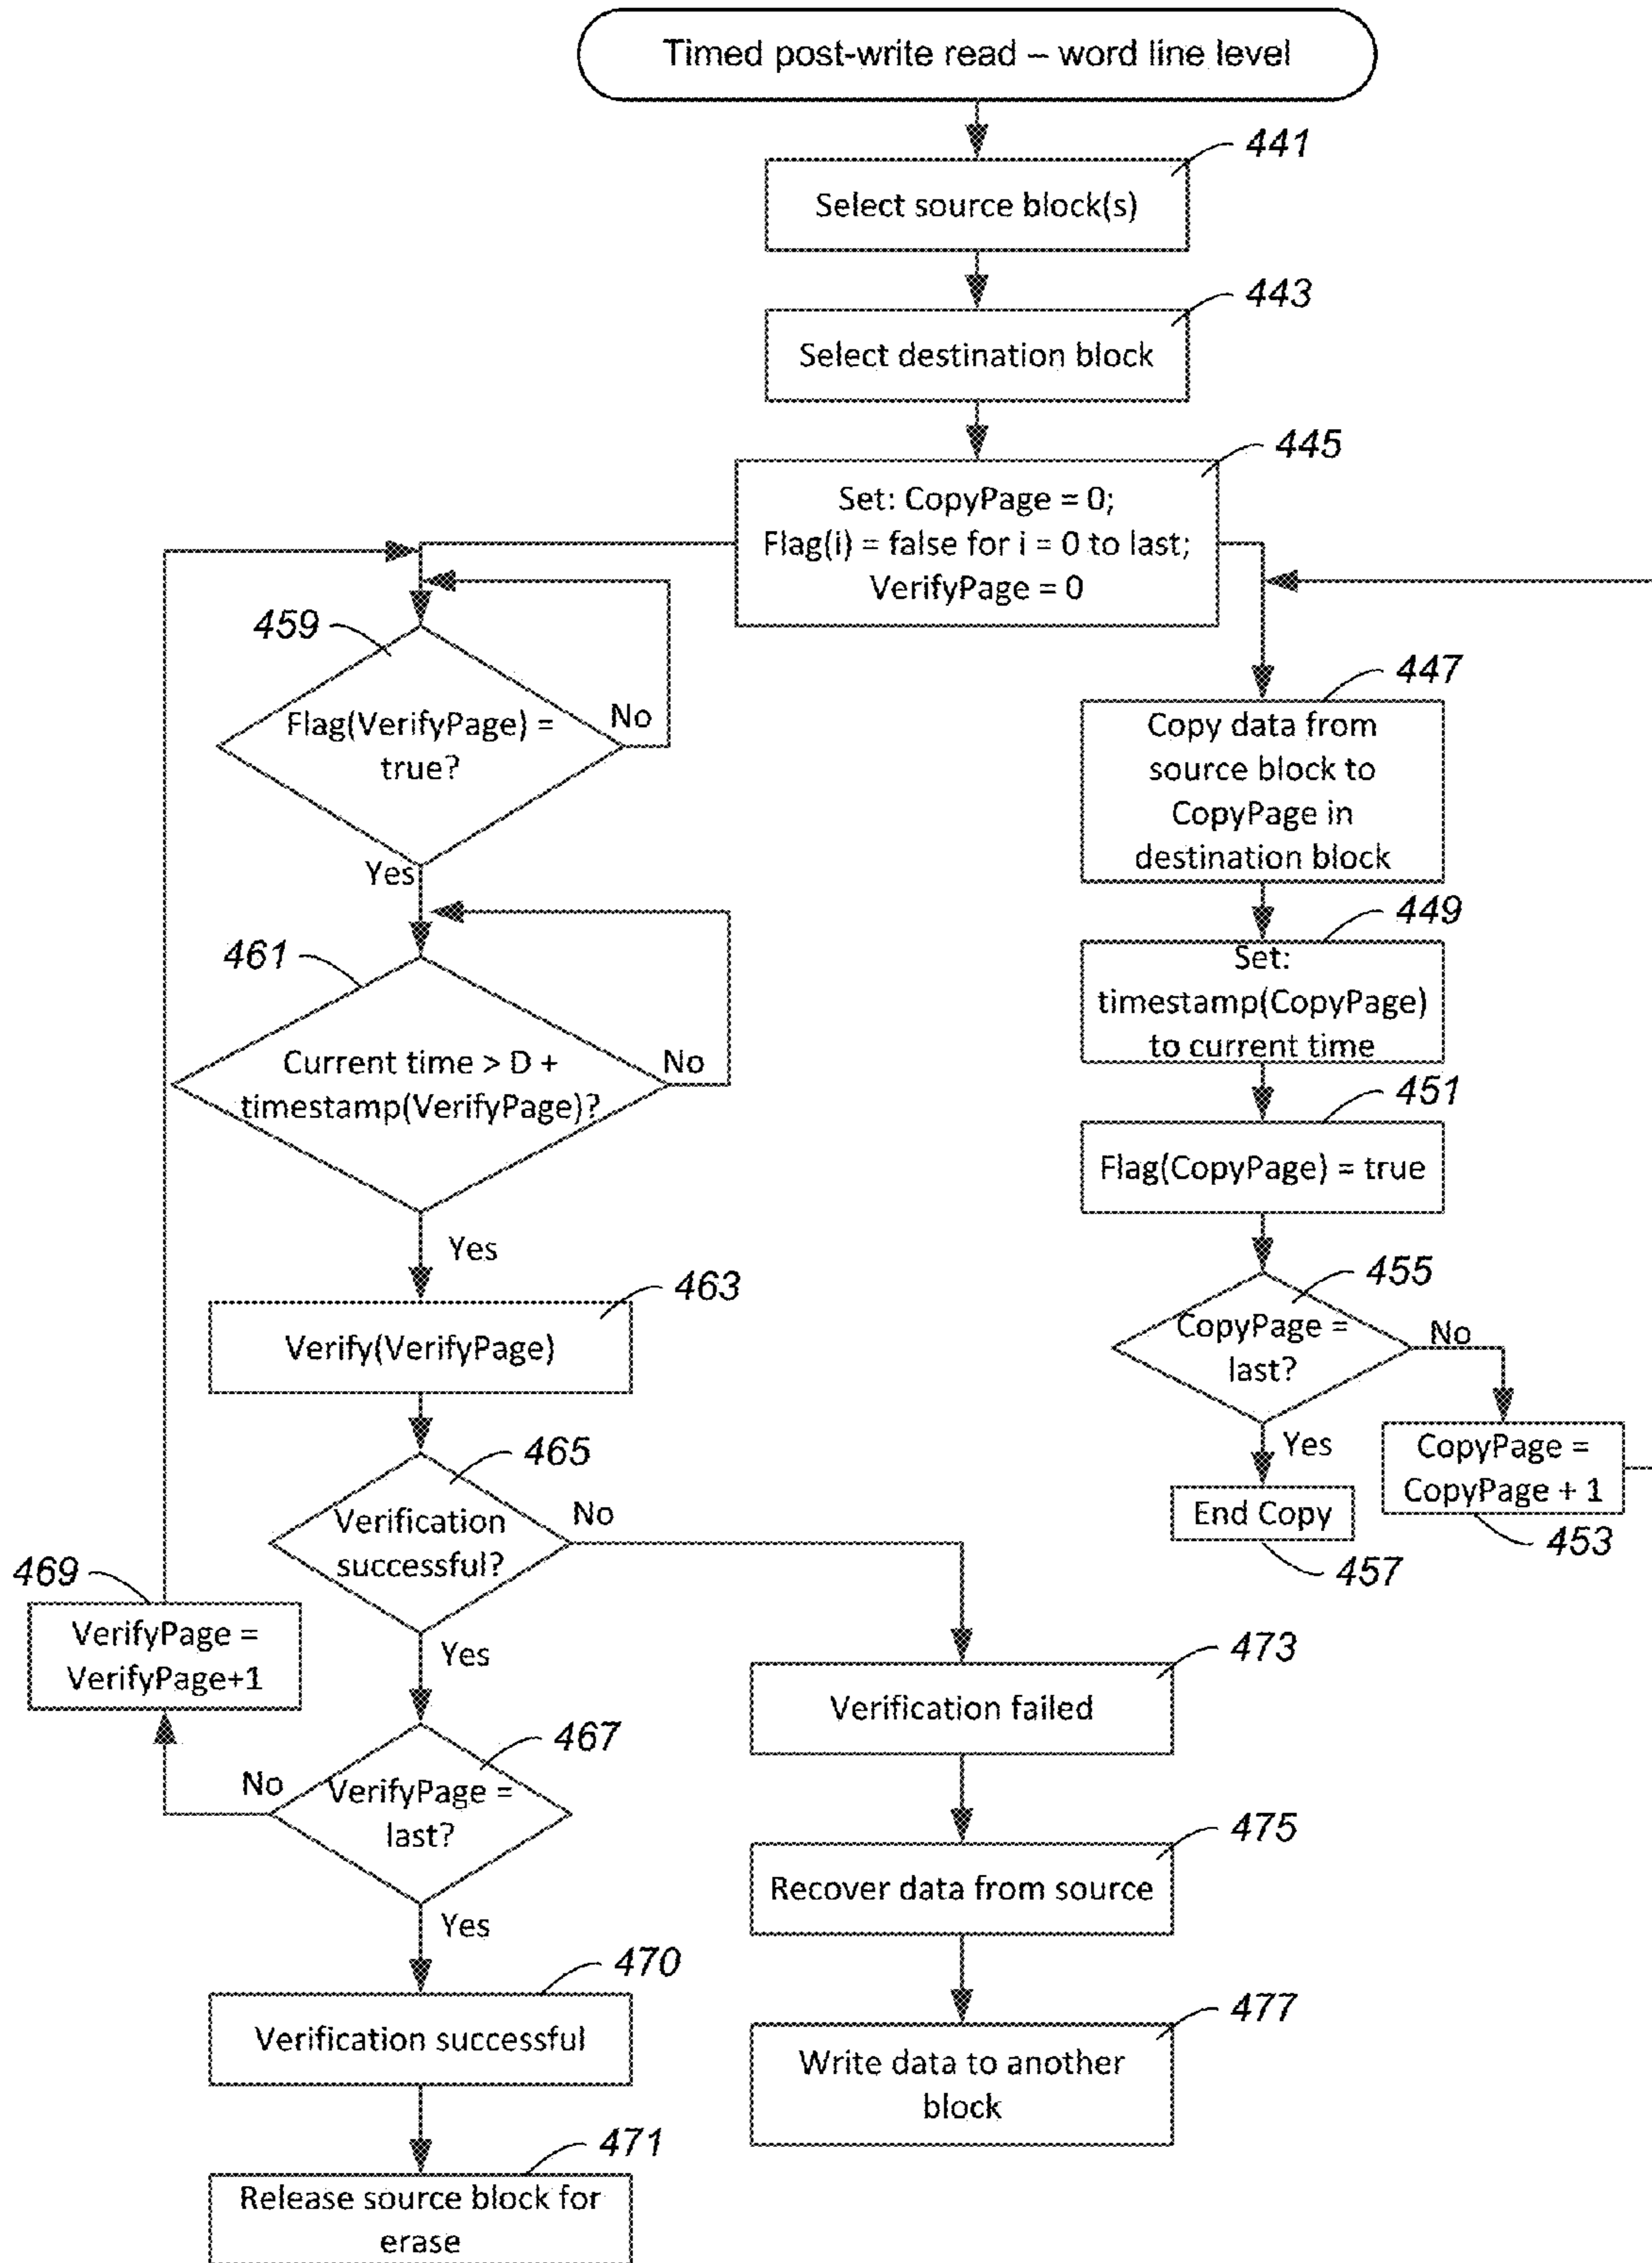 Timed post-write read – word line level
441
Select source block(s)
443
Select destination block
445
Set: CopyPage = 0;
Flag(i) = false for i = 0 to last;
VerifyPage = 0
459
Flag(VerifyPage) =
true?
No
Yes
447
Copy data from
source block to
CopyPage in
destination block
449
Set:
timestamp(CopyPage)
to current time
461
Current time > D +
timestamp(VerifyPage)?
No
Yes
451
Flag(CopyPage) = true
455
CopyPage =
last?
No
Yes
CopyPage =
CopyPage + 1
453
End Copy
457
463
Verify(VerifyPage)
465
Verification
successful?
No
Yes
469
VerifyPage =
VerifyPage+1
467
VerifyPage =
last?
No
Yes
473
Verification failed
475
Recover data from source
477
Write data to another
block
470
Verification successful
471
Release source block for
erase